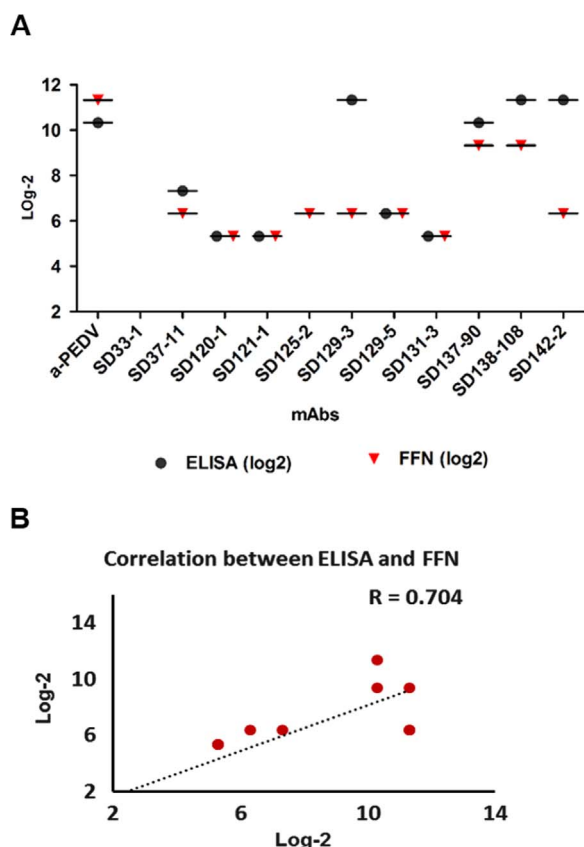 A
LOg-2
12
10
8
6
4
2
a-PEDV
SD33-1
SD37-11
SD120-1
SD121-1
SD125-2
SD129-3
SD129-5
SD131-3
SD137-90
SD138-108
SD142-2
mAbs
ELISA (log2) FFN (log2)
B
Correlation between ELISA and FFN
R = 0.704
Log-2
14
10
6
2
2 6 10 14
Log-2